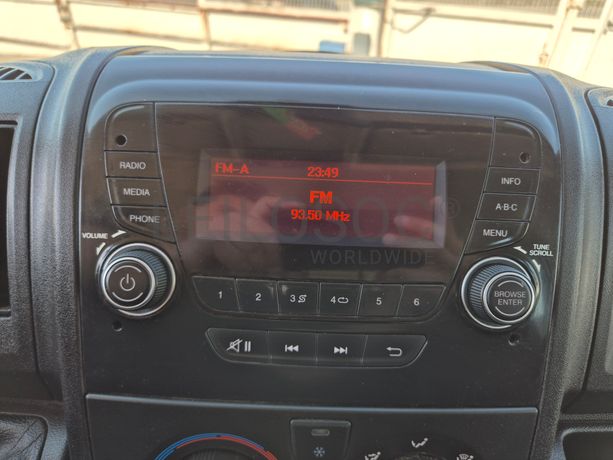 FM-A 23:49
FM
93.50 MHz
RADIO
MEDIA
PHONE
VOLUME
INFO
A-B-C
MENU
TUNE
SCROLL
BROWSE
ENTER
1 2 3 4 5 6
WORLDWIDE